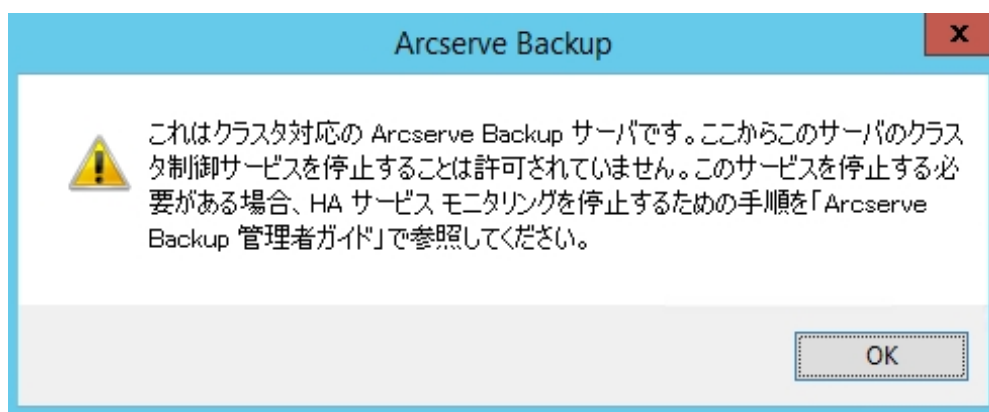 Arcserve Backup
これはクラスタ対応の Arcserve Backup サーバです。ここからこのサーバのクラス
タ制御サービスを停止することは許可されていません。このサービスを停止する必
要がある場合、HA サービス モニタリングを停止するための手順を「Arcserve
Backup 管理者ガイド」で参照してください。
OK